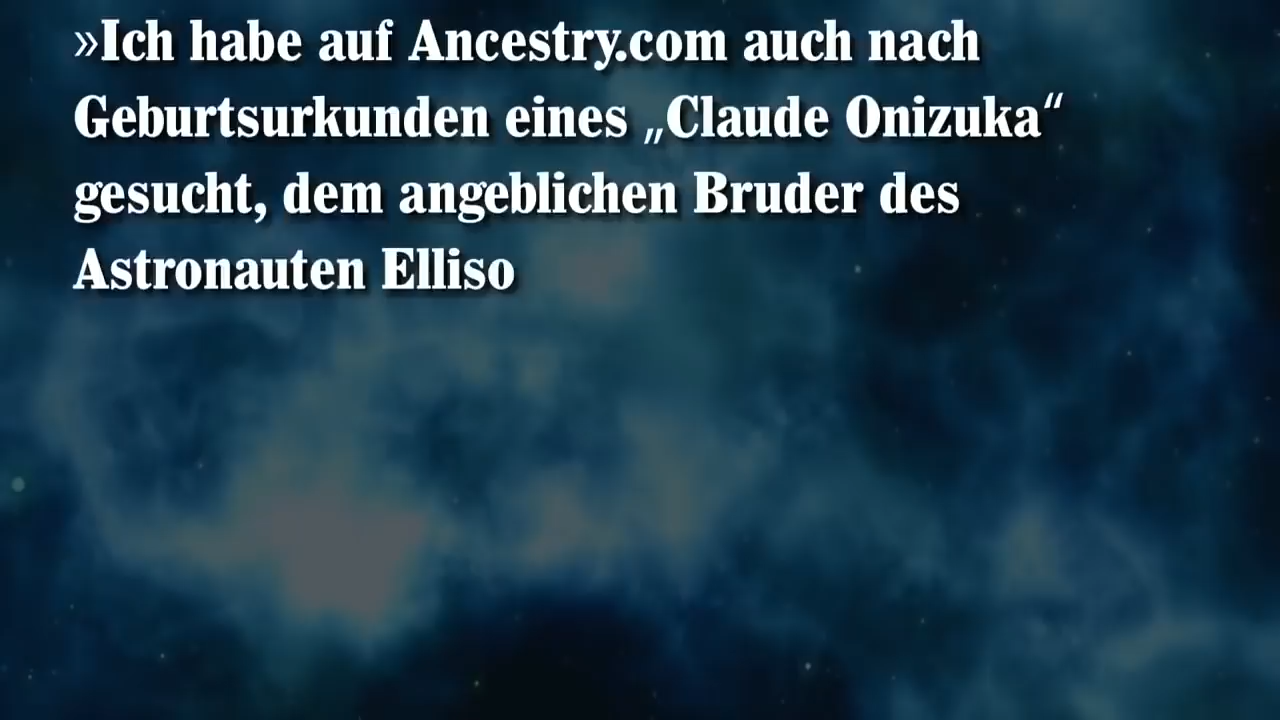 »Ich habe auf Ancestry.com auch nach
Geburtsurkunden eines „Claude Onizuka“
gesucht, dem angeblichen Bruder des
Astronauten Elliso